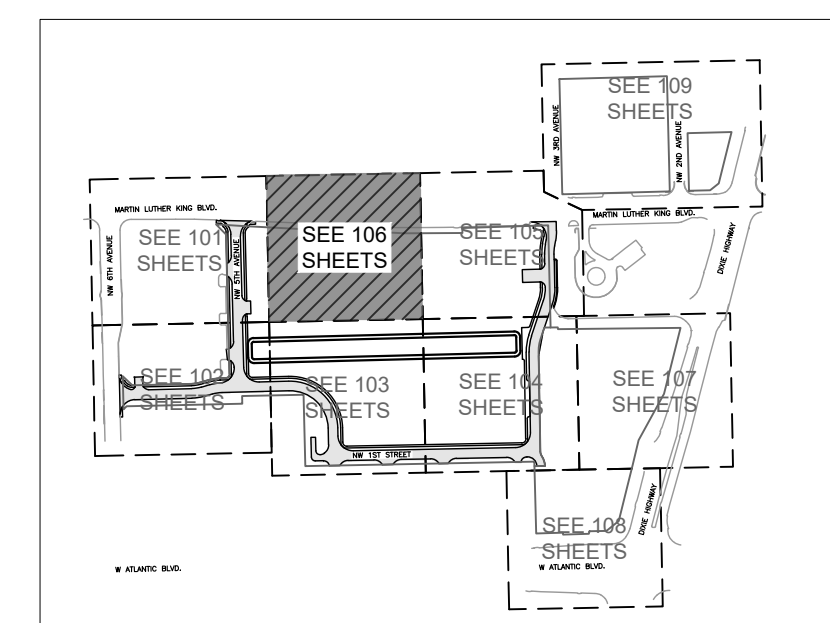 SEE 109
SHEETS
NW 3RD AVENUE
NW 2ND AVENUE
MARTIN LUTHER KING BLVD.
MARTIN LUTHER KING BLVD.
SEE 101
SHEETS
NW 6TH AVENUE
NW 5TH AVENUE
SEE 106
SHEETS
SEE 105
SHEETS
DIXIE HIGHWAY
SEE 102
SHEETS
SEE 103
SHEETS
SEE 104
SHEETS
SEE 107
SHEETS
NW 1ST STREET
DIXIE HIGHWAY
SEE 108
SHEETS
W ATLANTIC BLVD.
W ATLANTIC BLVD.